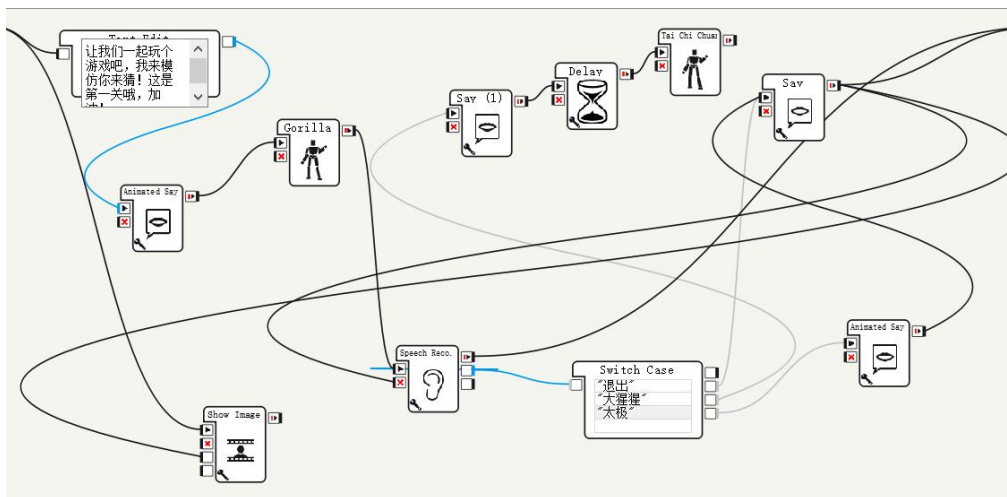 Text Edit
让我们一起玩个
游戏吧，我来模
仿你来猜！这是
第一关哦，加
Gorilla
Animated Say
Say (1)
Delay
Tai Chi Chuan
Say
Speech Reco.
Switch Case
"退出"
"大猩猩"
"太极"
Animated Say
Show Image